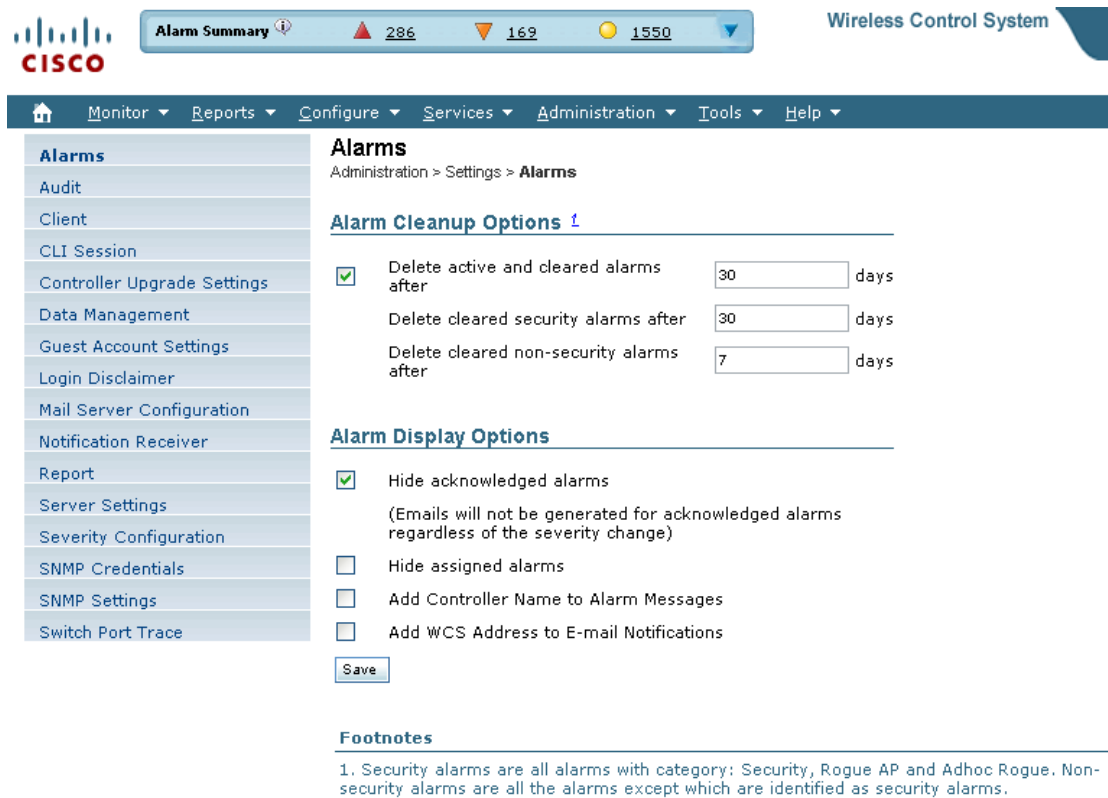 Alarm Summary
286
169
1550
Wireless Control System
CISCO
Monitor
Reports
Configure
Services
Administration
Tools
Help
Alarms
Audit
Client
CLI Session
Controller Upgrade Settings
Data Management
Guest Account Settings
Login Disclaimer
Mail Server Configuration
Notification Receiver
Report
Server Settings
Severity Configuration
SNMP Credentials
SNMP Settings
Switch Port Trace
Alarms
Administration > Settings > Alarms
Alarm Cleanup Options 1
Delete active and cleared alarms
after
30 days
Delete cleared security alarms after 30 days
Delete cleared non-security alarms
after
7 days
Alarm Display Options
Hide acknowledged alarms
(Emails will not be generated for acknowledged alarms
regardless of the severity change)
Hide assigned alarms
Add Controller Name to Alarm Messages
Add WCS Address to E-mail Notifications
Save
Footnotes
1. Security alarms are all alarms with category: Security, Rogue AP and Adhoc Rogue. Non-
security alarms are all the alarms except which are identified as security alarms.